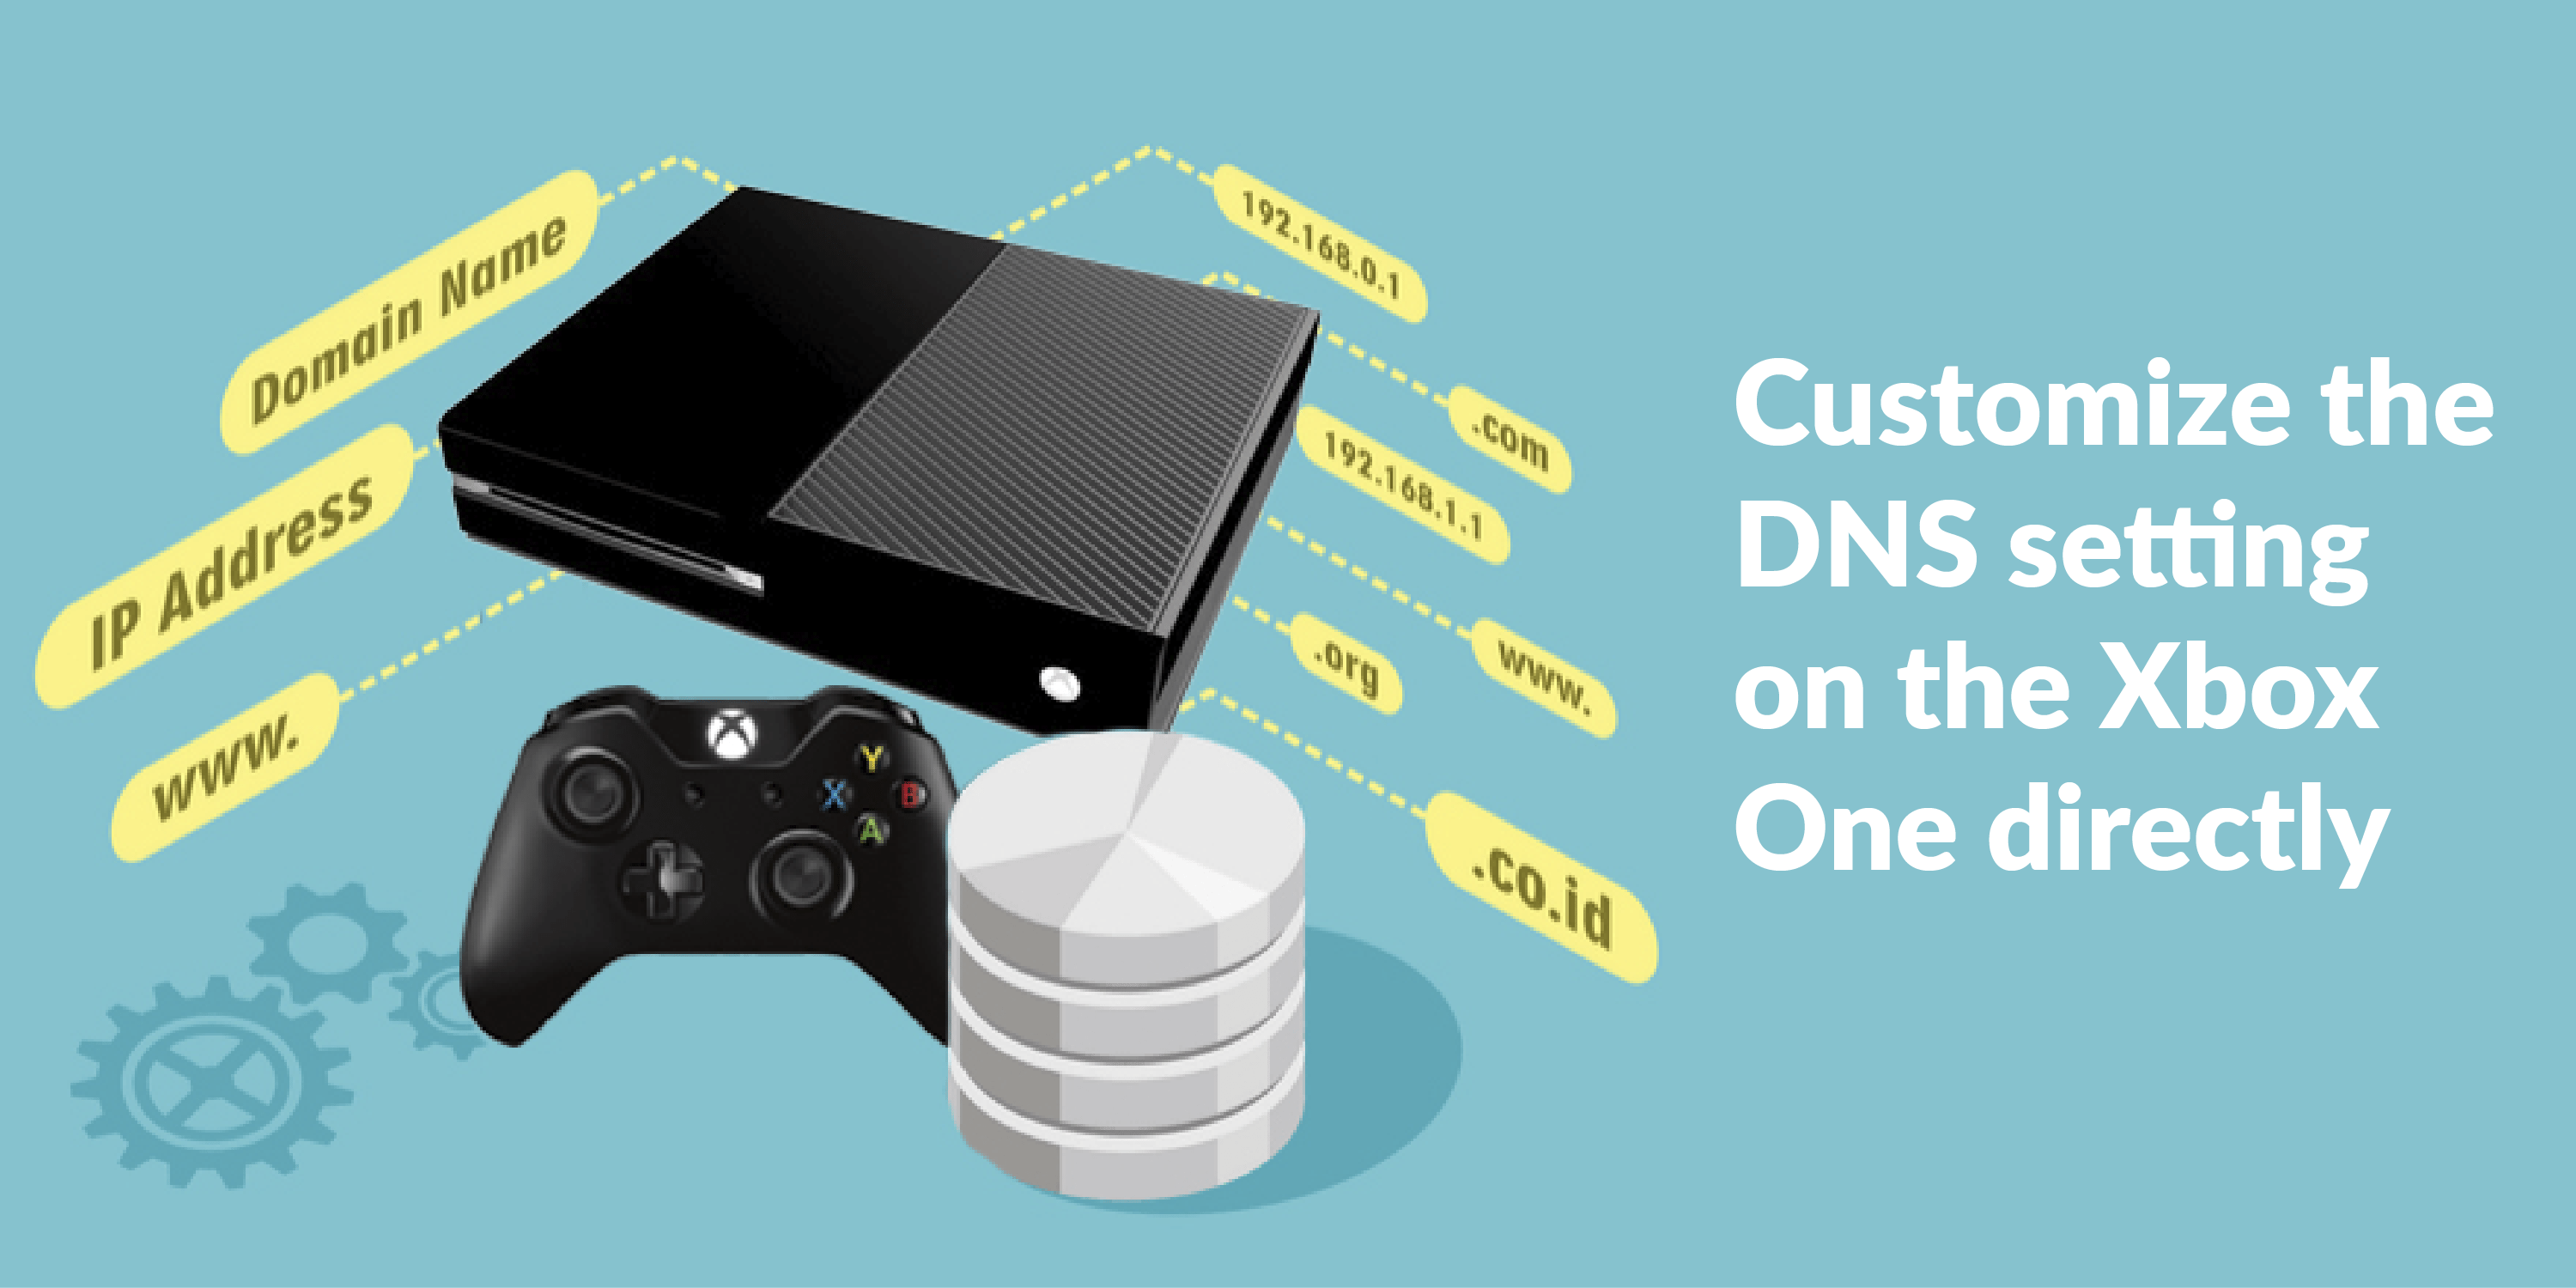 Domain Name
IP Address
www.
192.168.0.1
.com
192.168.1.1
www.
.org
.co.id
Y
X
B
A
Customize the
DNS setting
on the Xbox
One directly